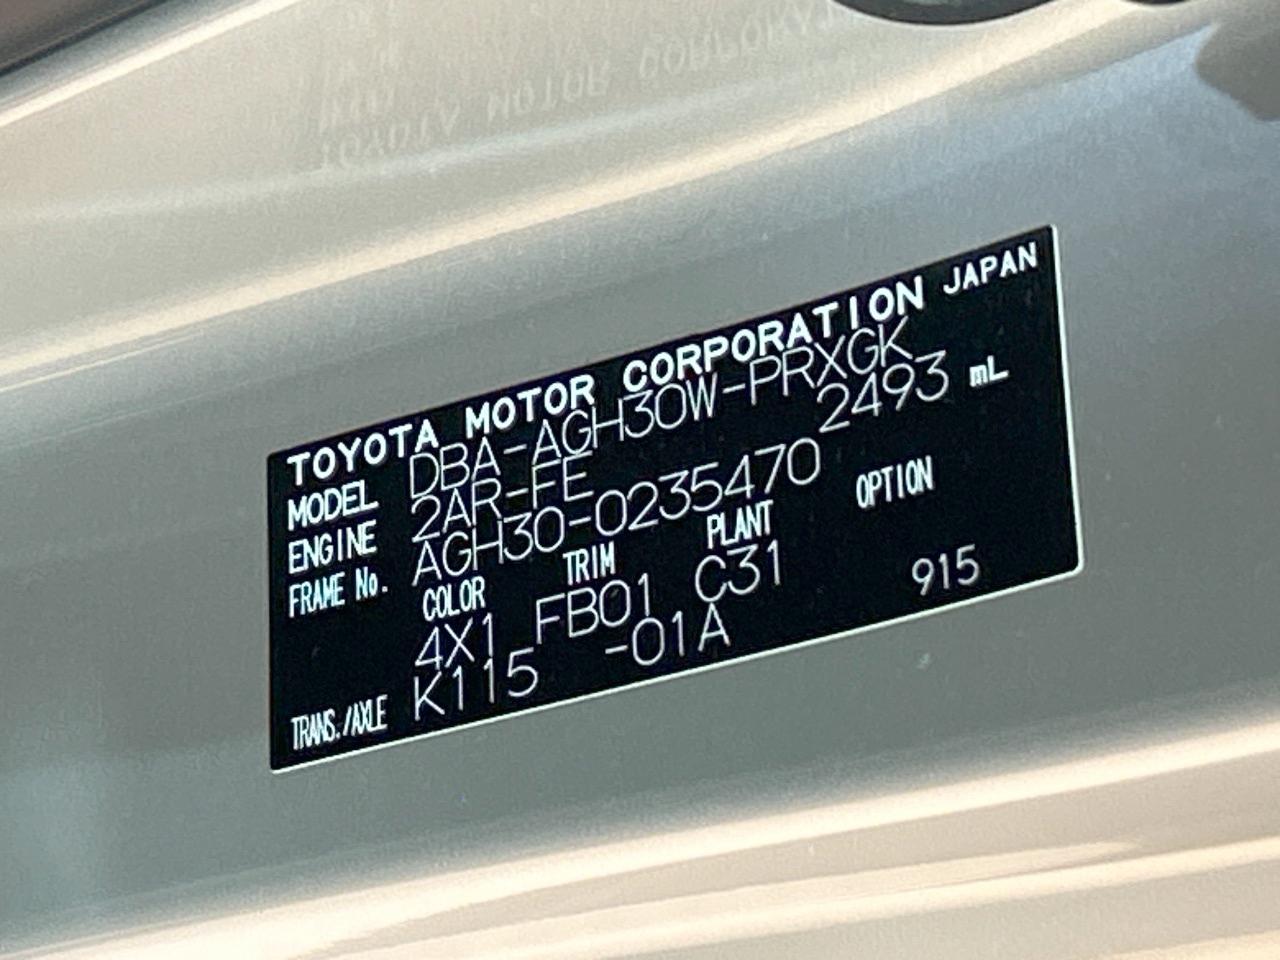 TOYOTA MOTOR CORPORATION JAPAN
MODEL DBA-AGH30W-PRXGK
ENGINE 2AR-FE 2493 mL
FRAME No. AGH30-0235470
COLOR TRIM PLANT OPTION
4X1 FB01 C31 915
TRANS./AXLE K115 -01A